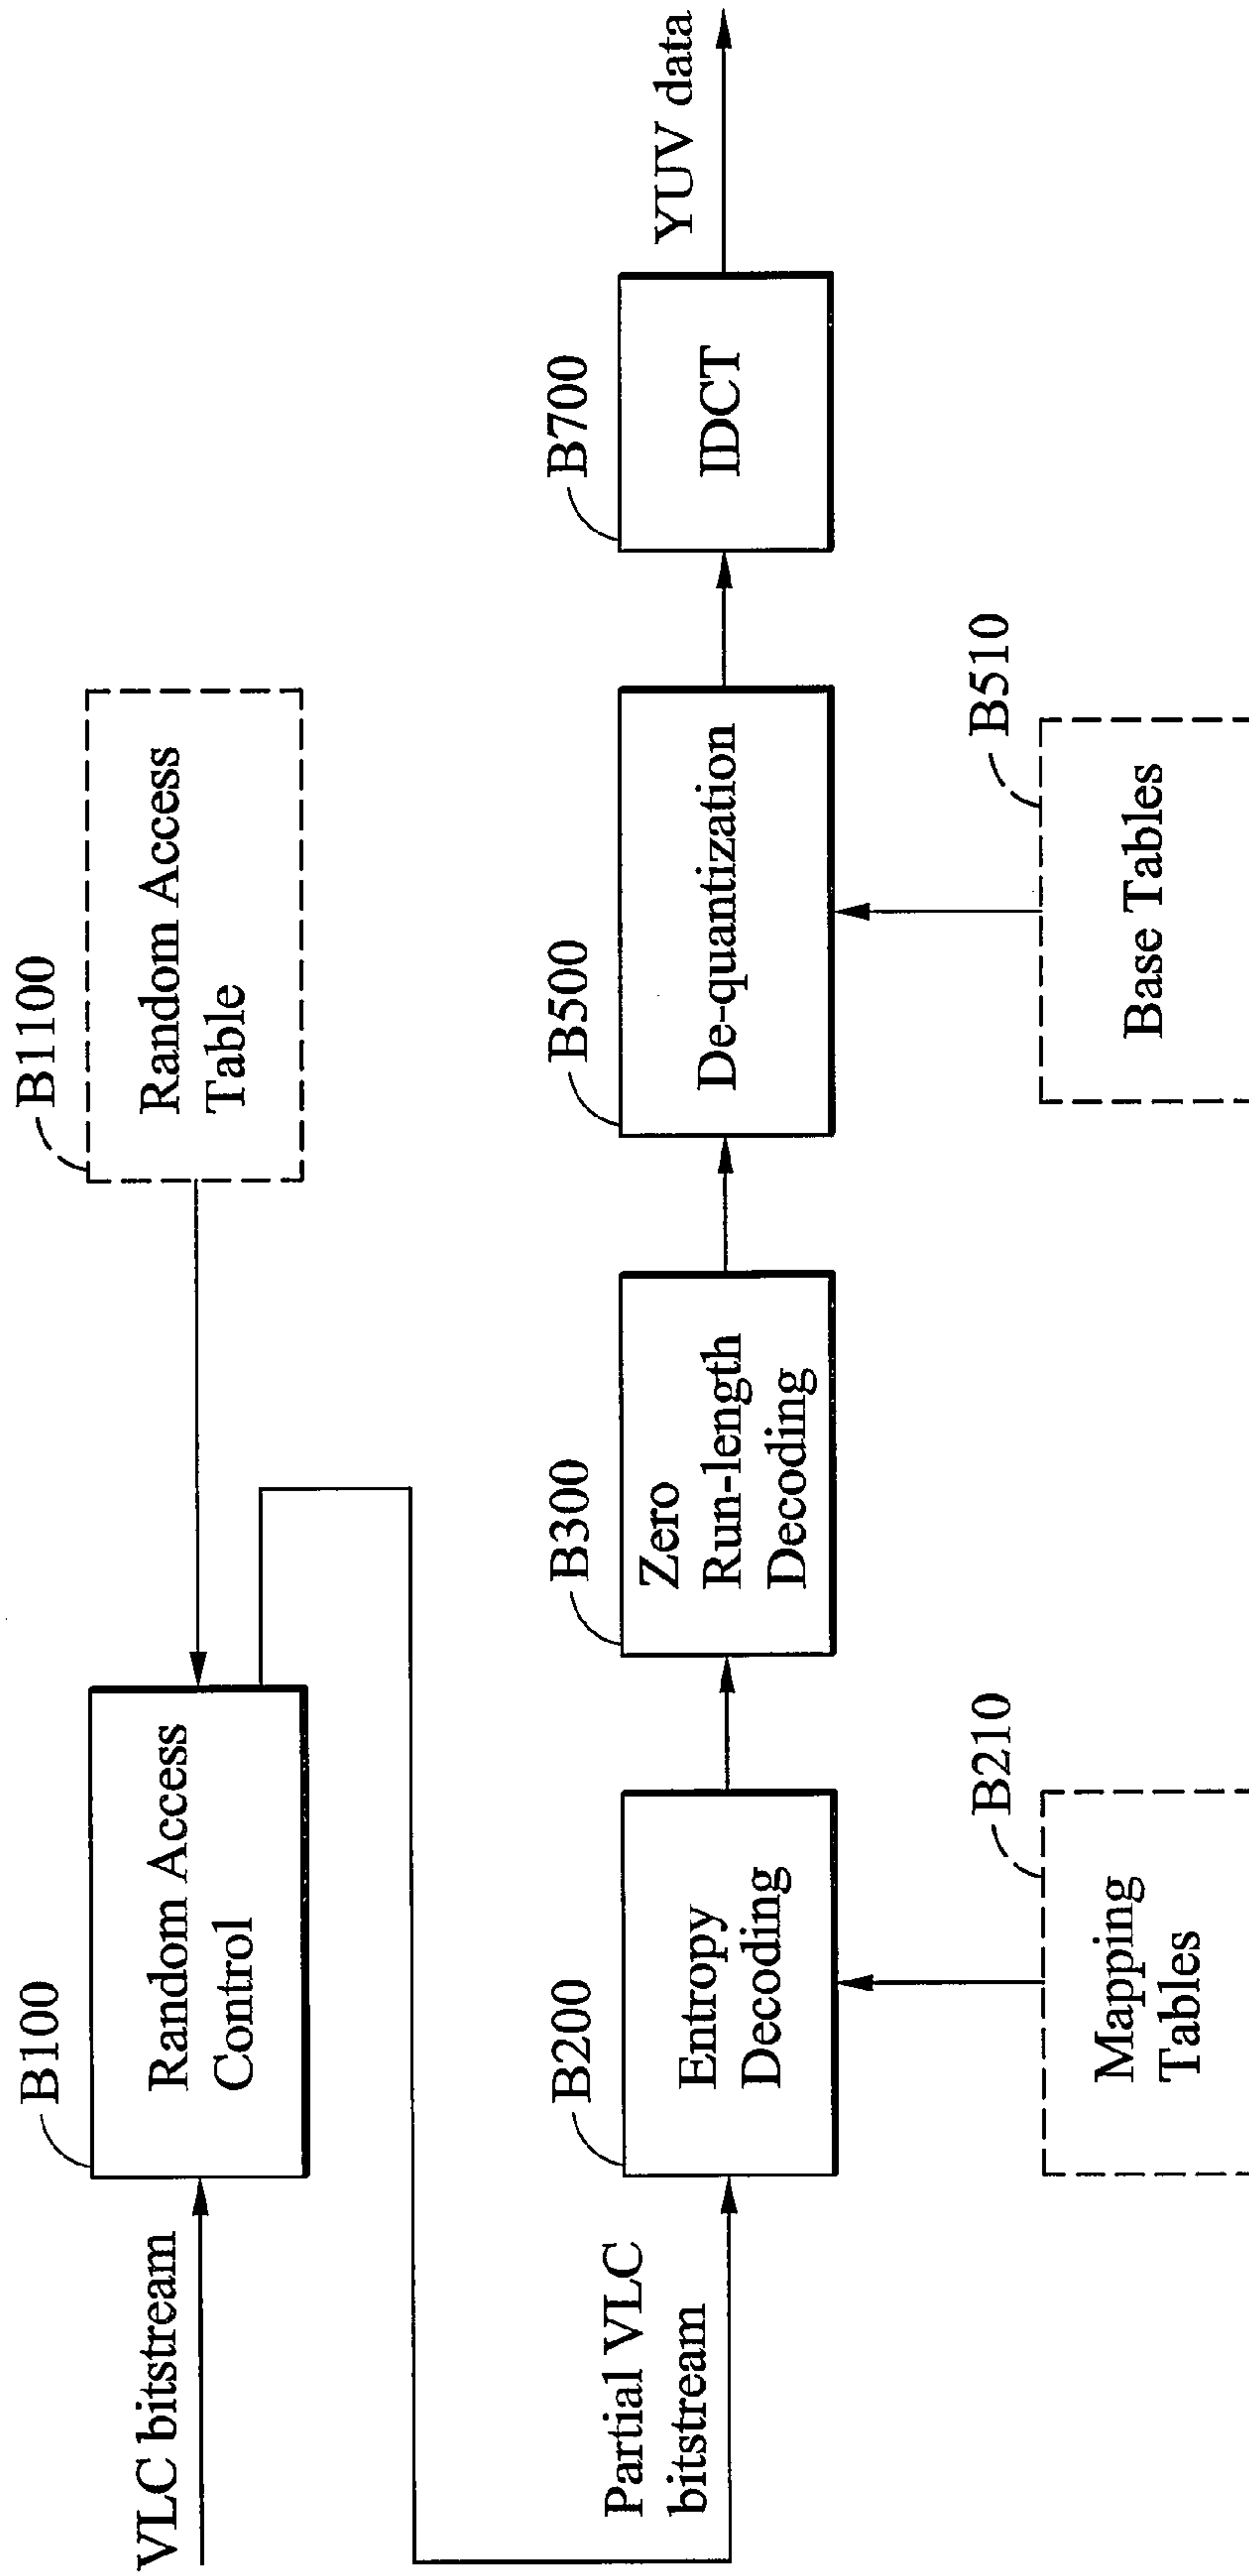 B1100
Random Access
Table
B100
VLC bitstream
Random Access
Control
B200
B300
B500
B700
Partial VLC
bitstream
Entropy
Decoding
Zero
Run-length
Decoding
De-quantization
IDCT
YUV data
B210
Mapping
Tables
B510
Base Tables